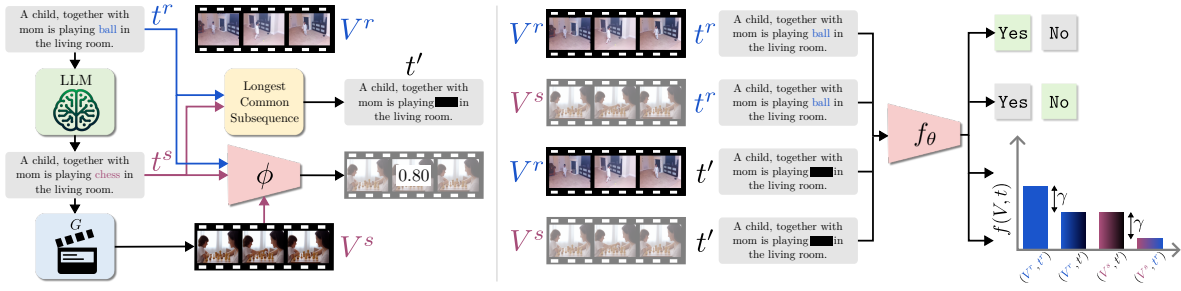 A child, together with
mom is playing ball in
the living room.
t^r
V^r
LLM
Longest
Common
Subsequence
t'
A child, together with
mom is playing in
the living room.
A child, together with
mom is playing chess in
the living room.
t^s
ϕ
0.80
G
V^s
V^r
t^r
A child, together with
mom is playing ball in
the living room.
V^s
t^r
A child, together with
mom is playing ball in
the living room.
V^r
t'
A child, together with
mom is playing in
the living room.
V^s
t'
A child, together with
mom is playing in
the living room.
f_θ
Yes No
Yes No
f(V, t)
γ
γ
(V^r, t^r)
(V^r, t')
(V^s, t')
(V^s, t^r)